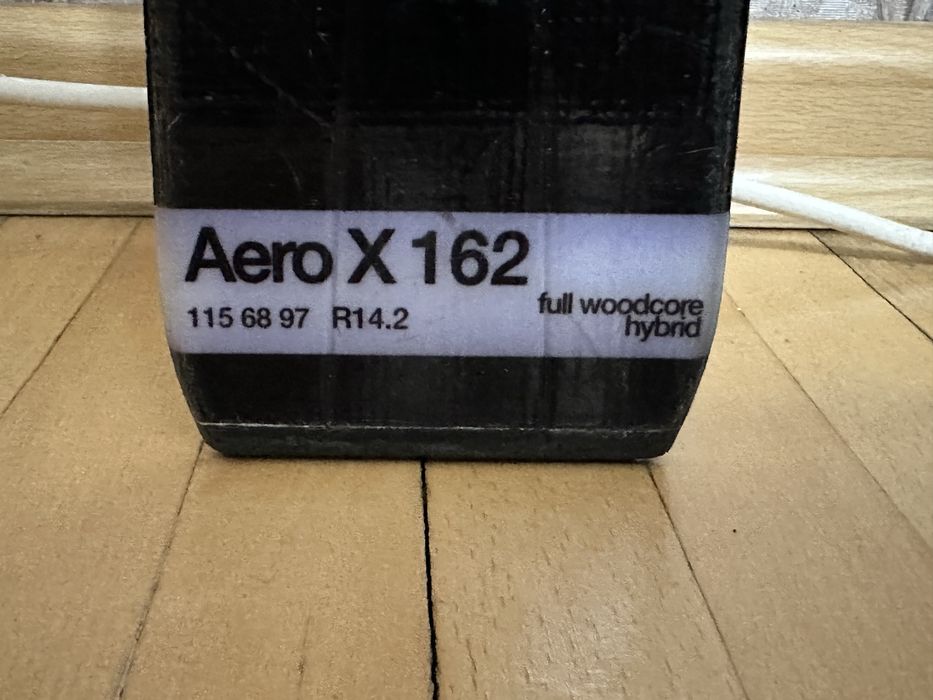 Aero X 162
115 68 97 R14.2
full woodcore
hybrid